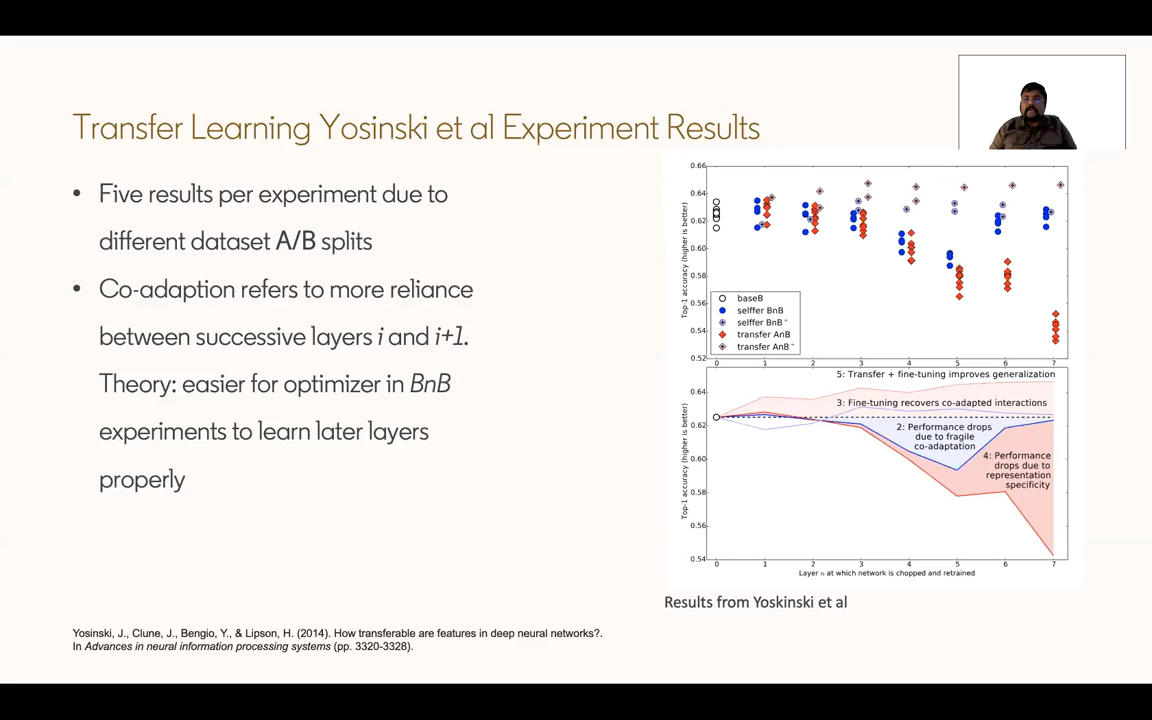 Transfer Learning Yosinski et al Experiment Results
• Five results per experiment due to
different dataset A/B splits
• Co-adaption refers to more reliance
between successive layers i and i+1.
Theory: easier for optimizer in BnB
experiments to learn later layers
properly
0.66
0.64
0.62
0.60
0.58
0.56
0.54
0.52
Top-1 accuracy (higher is better)
baseB
selffer BnB
selffer BnB+
transfer AnB
transfer AnB+
0 1 2 3 4 5 6 7
5: Transfer + fine-tuning improves generalization
3: Fine-tuning recovers co-adapted interactions
2: Performance drops
due to fragile
co-adaptation
4: Performance
drops due to
representation
specificity
0.64
0.62
0.60
0.58
0.56
0.54
Top-1 accuracy (higher is better)
0 1 2 3 4 5 6 7
Layer n at which network is chopped and retrained
Results from Yoskinski et al
Yosinski, J., Clune, J., Bengio, Y., & Lipson, H. (2014). How transferable are features in deep neural networks?.
In Advances in neural information processing systems (pp. 3320-3328).